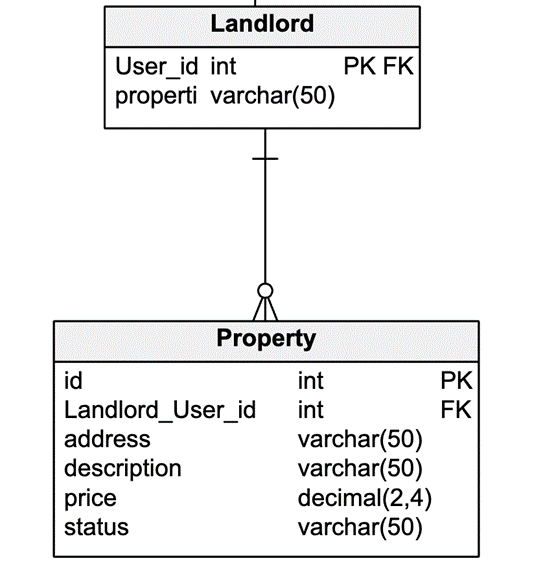 Landlord
User_id int PK FK
properti varchar(50)
Property
id int PK
Landlord_User_id int FK
address varchar(50)
description varchar(50)
price decimal(2,4)
status varchar(50)